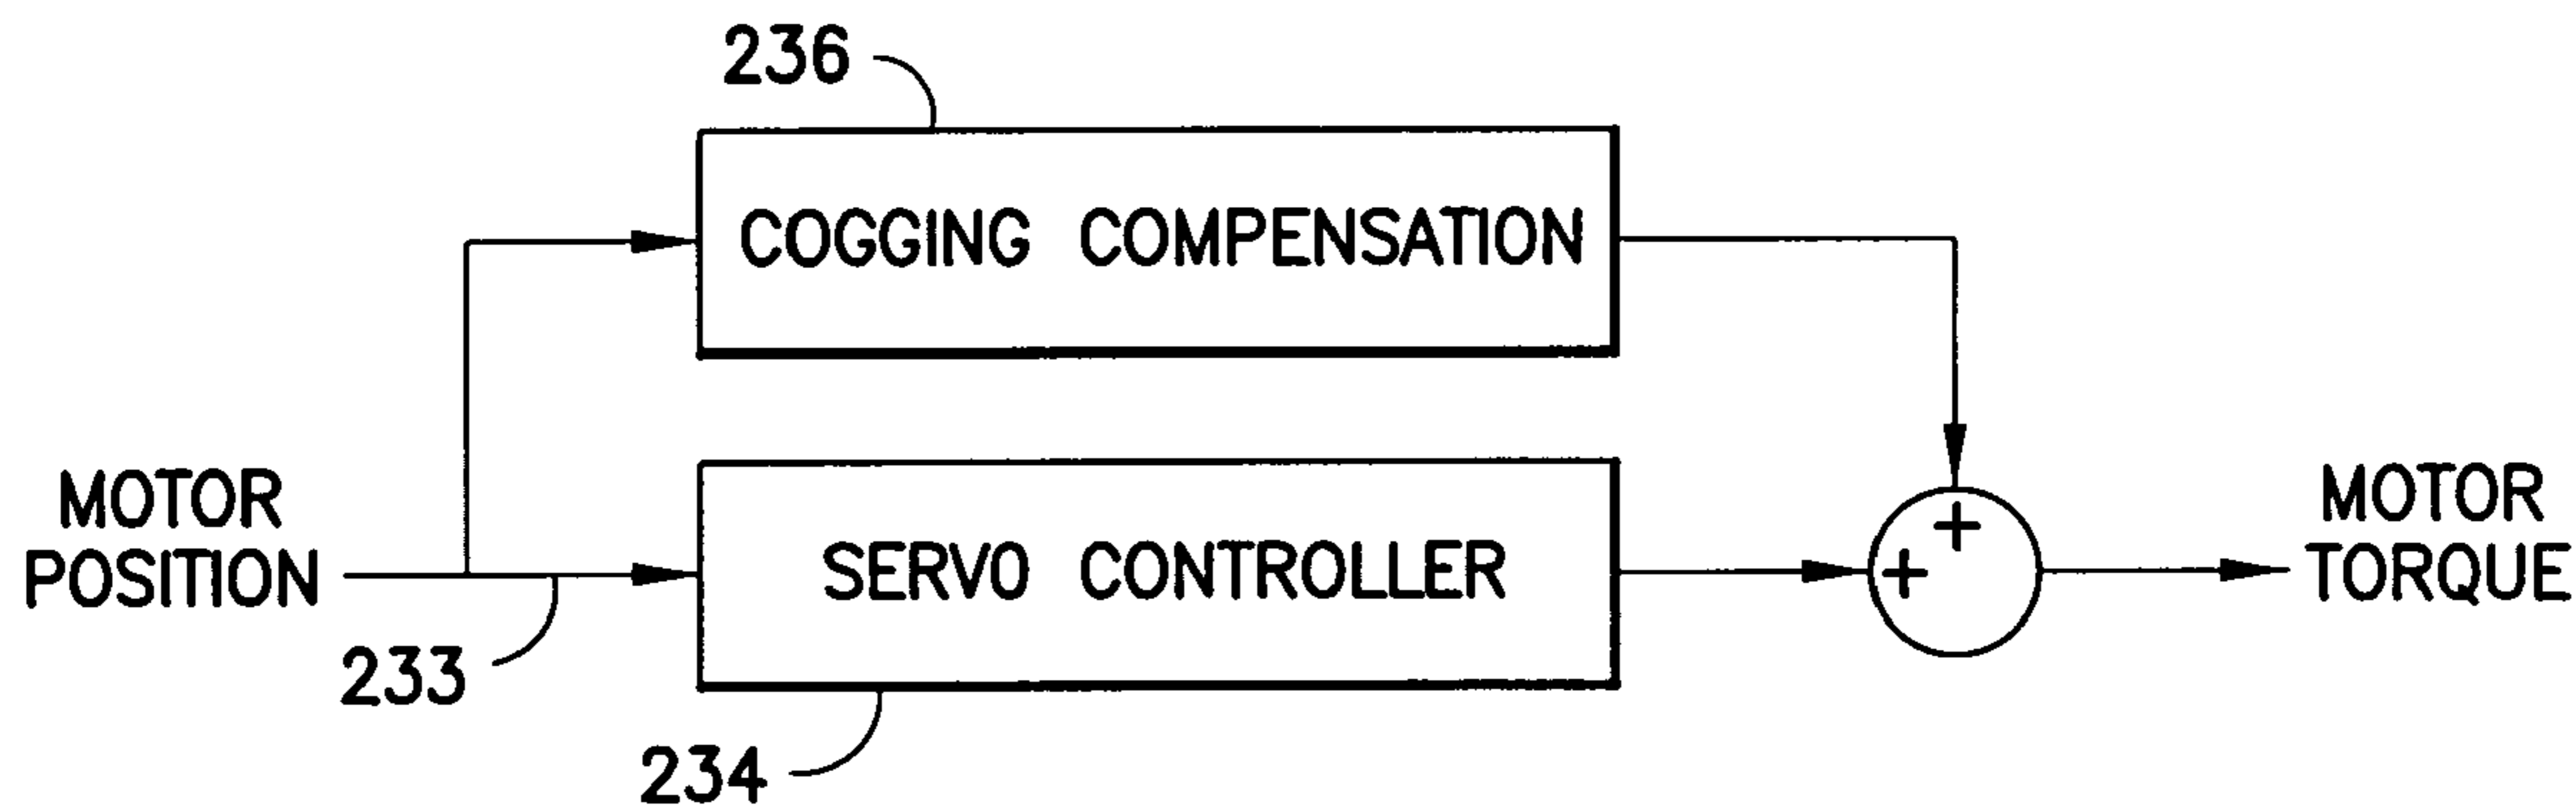 236
COGGING COMPENSATION
MOTOR
POSITION
233
SERVO CONTROLLER
234
+
+
MOTOR
TORQUE